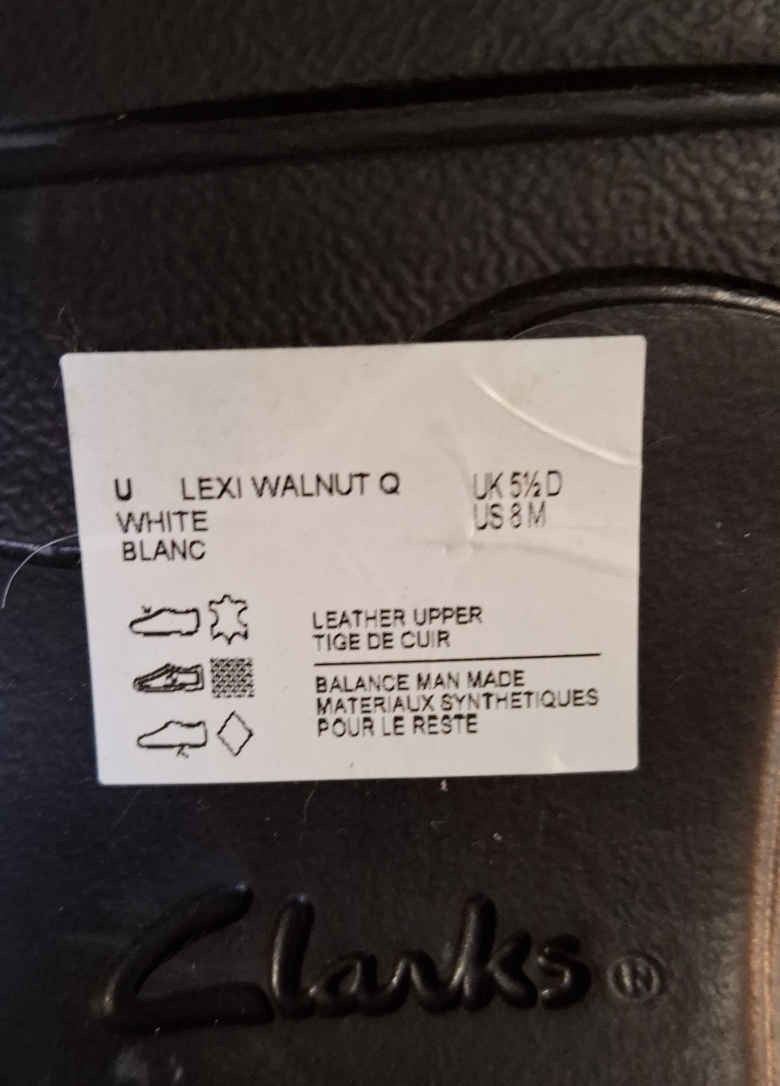 U LEXI WALNUT Q UK 5½ D
WHITE US 8 M
BLANC
LEATHER UPPER
TIGE DE CUIR
BALANCE MAN MADE
MATERIAUX SYNTHETIQUES
POUR LE RESTE
Clarks ®